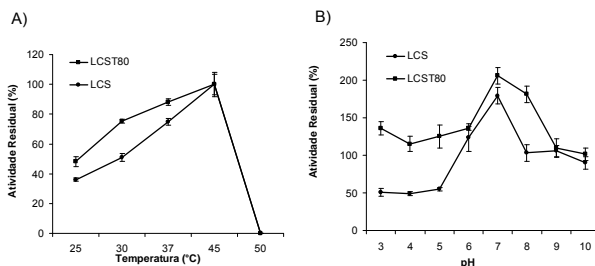 A)
LCST80
LCS
Atividade Residual (%)
120
100
80
60
40
20
0
25 30 37 45 50
Temperatura (°C)
B)
LCS
LCST80
Atividade Residual (%)
250
200
150
100
50
0
3 4 5 6 7 8 9 10
pH